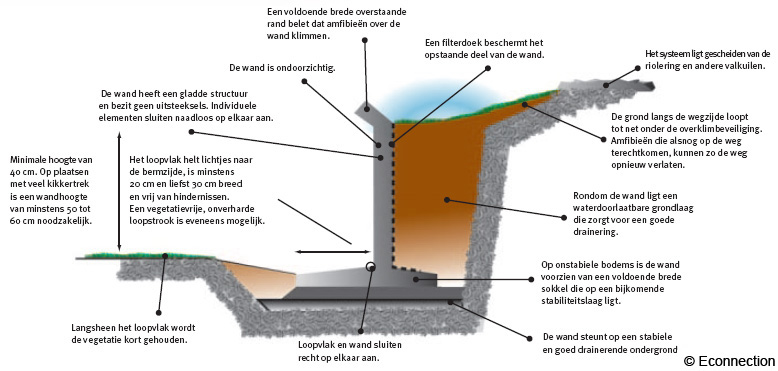 Een voldoende brede overstaande
rand belet dat amfibieën over de
wand klimmen.
Een filterdoek beschermt het
opstaande deel van de wand.
Het systeem ligt gescheiden van de
riolering en andere valkuilen.
De wand is ondoorzichtig.
De wand heeft een gladde structuur
en bezit geen uitsteeksels. Individuele
elementen sluiten naadloos op elkaar aan.
De grond langs de wegzijde loopt
tot net onder de overklimbeveiliging.
Amfibieën die alsnog op de weg
terechtkomen, kunnen zo de weg
opnieuw verlaten.
Minimale hoogte van
40 cm. Op plaatsen
met veel kikkertrek
is een wandhoogte
van minstens 50 tot
60 cm noodzakelijk.
Het loopvlak helt lichtjes naar
de bermzijde, is minstens
20 cm en liefst 30 cm breed
en vrij van hindernissen.
Een vegetatievrije, onverharde
loopstrook is eveneens mogelijk.
Rondom de wand ligt een
waterdoorlaatbare grondlaag
die zorgt voor een goede
drainering.
Op onstabiele bodems is de wand
voorzien van een voldoende brede
sokkel die op een bijkomende
stabiliteitslaag ligt.
Langsheen het loopvlak wordt
de vegetatie kort gehouden.
Loopvlak en wand sluiten
recht op elkaar aan.
De wand steunt op een stabiele
en goed drainerende ondergrond
© Econnection